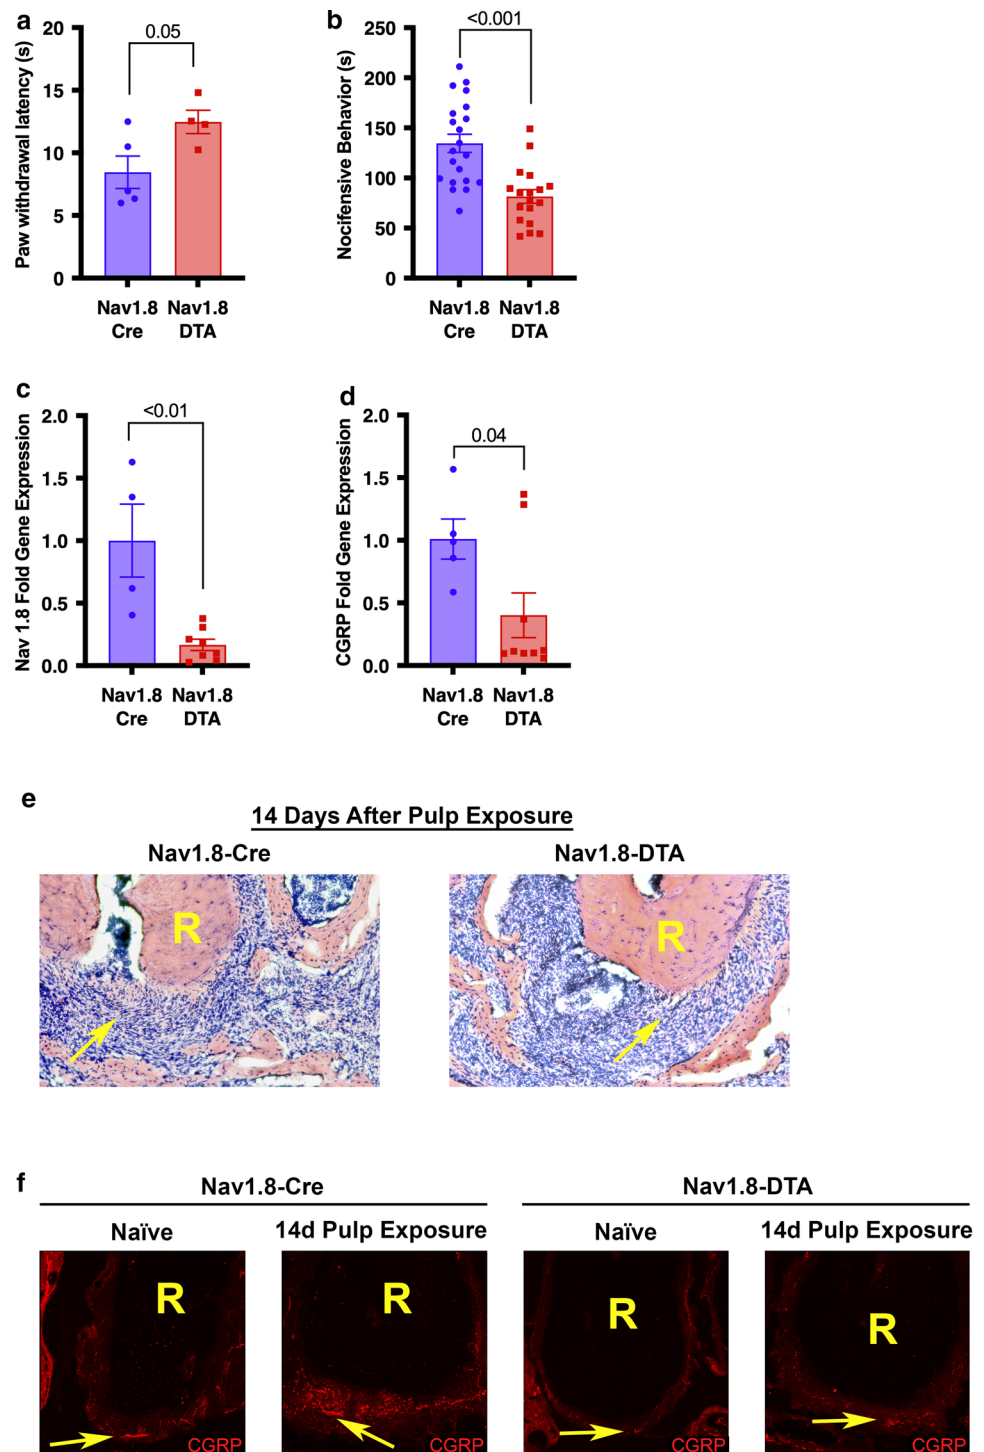 a
Paw withdrawal latency (s)
20
15
10
5
0
0.05
Nav1.8
Cre
Nav1.8
DTA
b
Nocifensive Behavior (s)
250
200
150
100
50
0
<0.001
Nav1.8
Cre
Nav1.8
DTA
c
Nav 1.8 Fold Gene Expression
2.0
1.5
1.0
0.5
0.0
<0.01
Nav1.8
Cre
Nav1.8
DTA
d
CGRP Fold Gene Expression
2.0
1.5
1.0
0.5
0.0
0.04
Nav1.8
Cre
Nav1.8
DTA
e
14 Days After Pulp Exposure
Nav1.8-Cre
Nav1.8-DTA
R
R
f
Nav1.8-Cre
Nav1.8-DTA
Naïve
14d Pulp Exposure
Naïve
14d Pulp Exposure
R
R
R
R
CGRP
CGRP
CGRP
CGRP